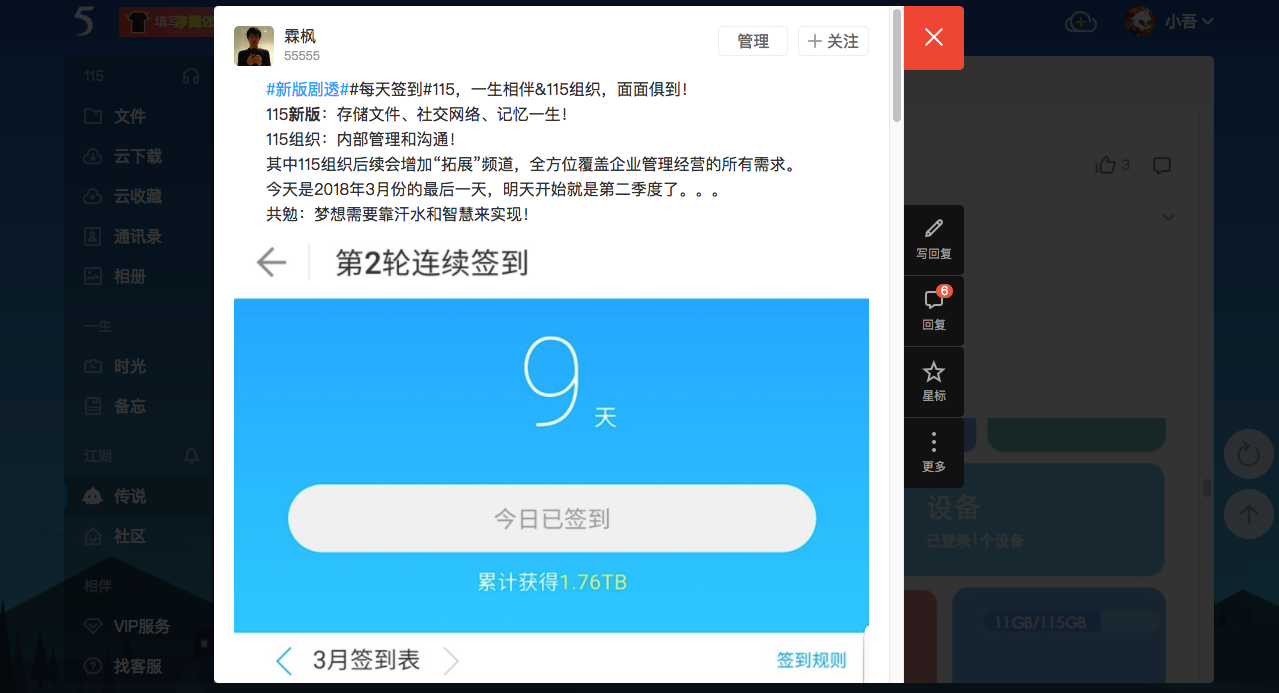 5
填写
小吾
115
文件
云下载
云收藏
通讯录
相册
一生
时光
备忘
江湖
传说
社区
相伴
VIP服务
找客服
霖枫
55555
管理
关注
#新版剧透##每天签到#115，一生相伴&115组织，面面俱到！
115新版：存储文件、社交网络、记忆一生！
115组织：内部管理和沟通！
其中115组织后续会增加“拓展”频道，全方位覆盖企业管理经营的所有需求。
今天是2018年3月份的最后一天，明天开始就是第二季度了。。。
共勉：梦想需要靠汗水和智慧来实现！
第2轮连续签到
9天
今日已签到
累计获得1.76TB
3月签到表
签到规则
3
写回复
6
回复
星标
更多
设备
已登录1个设备
11GB/115GB